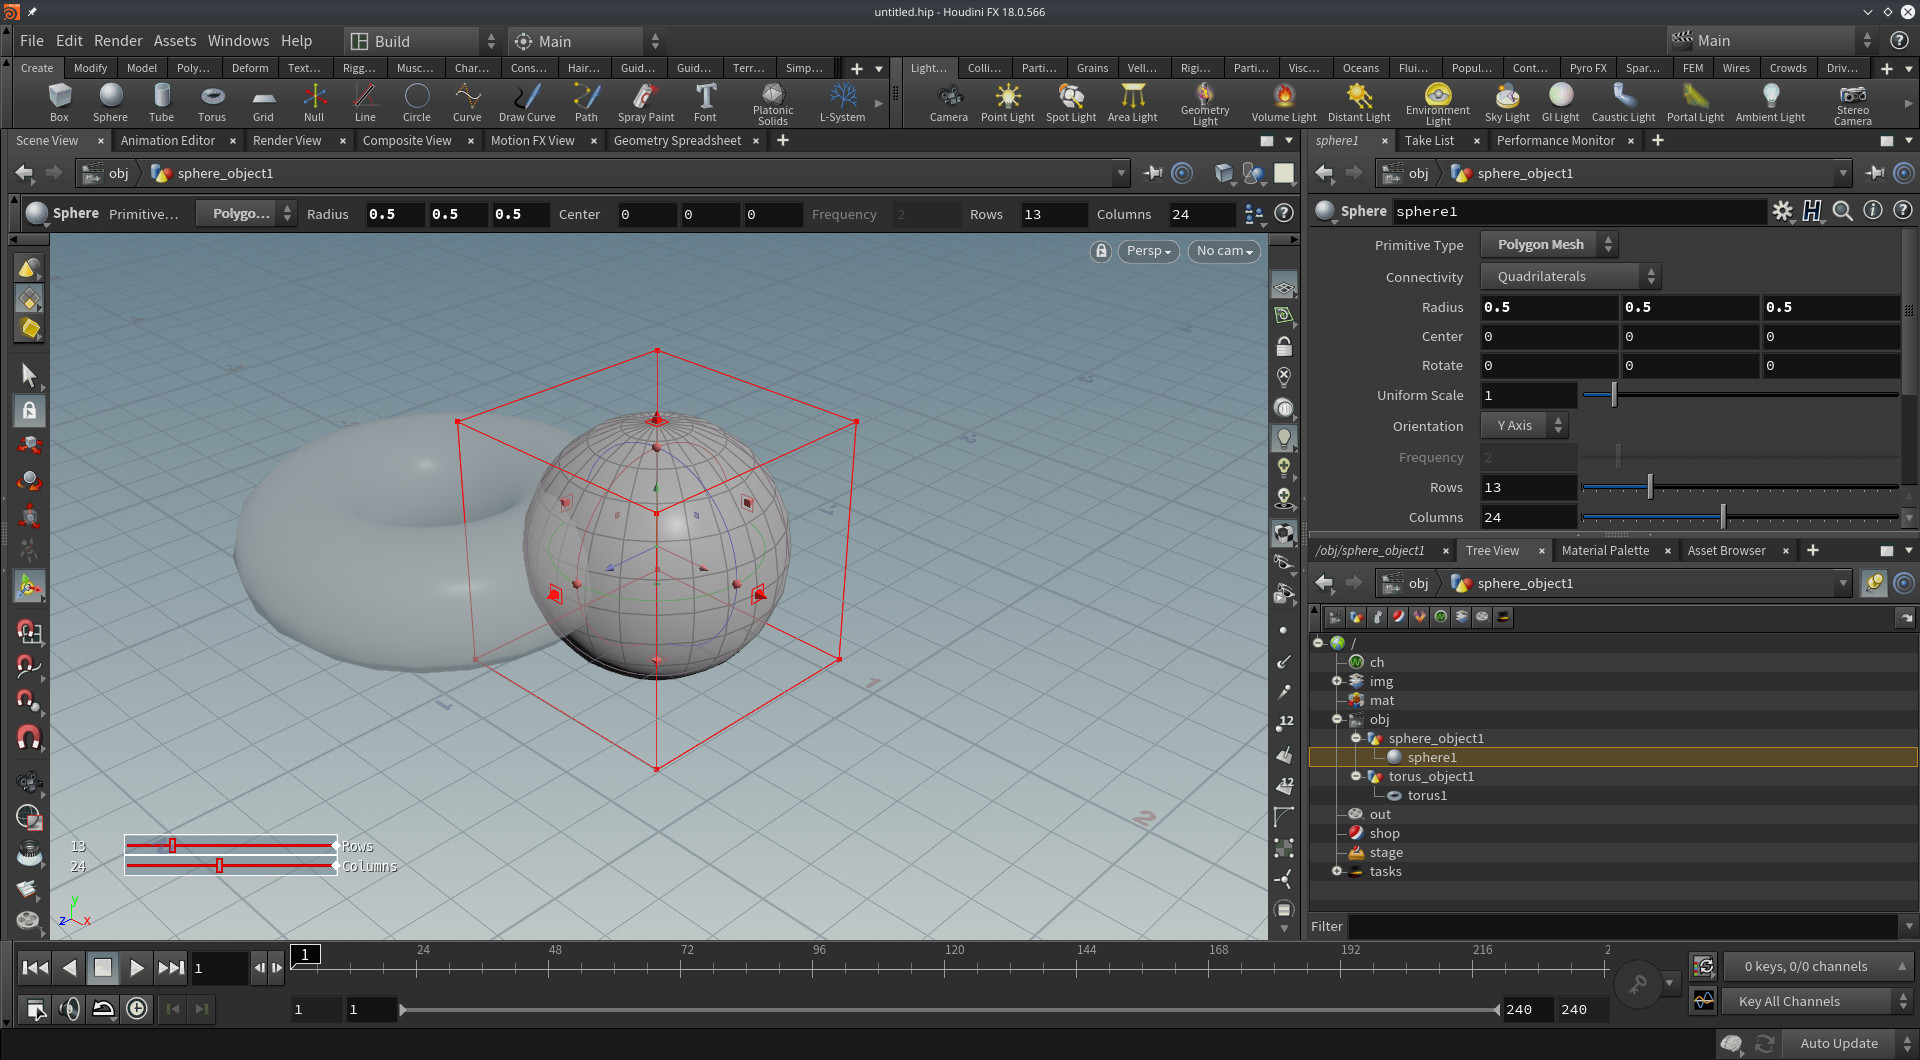 untitled.hip - Houdini FX 18.0.566
File Edit Render Assets Windows Help Build Main Main
Create Modify Model Poly... Deform Text... Rigg... Musc... Char... Cons... Hair... Guid... Guid... Terr... Simp... Light... Colli... Parti... Grains Vell... Rigi... Parti... Visc... Oceans Flui... Popul... Cont... Pyro FX Spar... FEM Wires Crowds Driv...
Box Sphere Tube Torus Grid Null Line Circle Curve Draw Curve Path Spray Paint Font Platonic Solids L-System Camera Point Light Spot Light Area Light Geometry Light Volume Light Distant Light Environment Light Sky Light GI Light Caustic Light Portal Light Ambient Light Stereo Camera
Scene View Animation Editor Render View Composite View Motion FX View Geometry Spreadsheet sphere1 Take List Performance Monitor
obj sphere_object1 obj sphere_object1
Sphere Primitive... Polygo... Radius 0.5 0.5 0.5 Center 0 0 0 Frequency 2 Rows 13 Columns 24
Sphere sphere1
Persp No cam
Primitive Type Polygon Mesh
Connectivity Quadrilaterals
Radius 0.5 0.5 0.5
Center 0 0 0
Rotate 0 0 0
Uniform Scale 1
Orientation Y Axis
Frequency 2
Rows 13
Columns 24
/obj/sphere_object1 Tree View Material Palette Asset Browser
obj sphere_object1
/
ch
img
mat
obj
sphere_object1
sphere1
torus_object1
torus1
out
shop
stage
tasks
Filter
12
12
1
1
2
13 Rows
24 Columns
y
z x
1 24 48 72 96 120 144 168 192 216 2
1
0 keys, 0/0 channels
1 1 240 240
Key All Channels
Auto Update